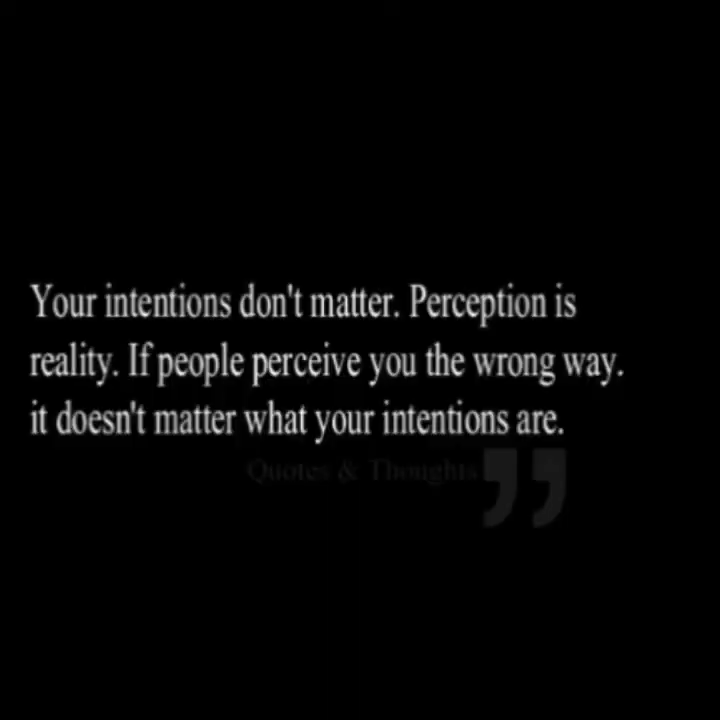 Your intentions don't matter. Perception is
reality. If people perceive you the wrong way.
it doesn't matter what your intentions are.
Quotes & Thoughts